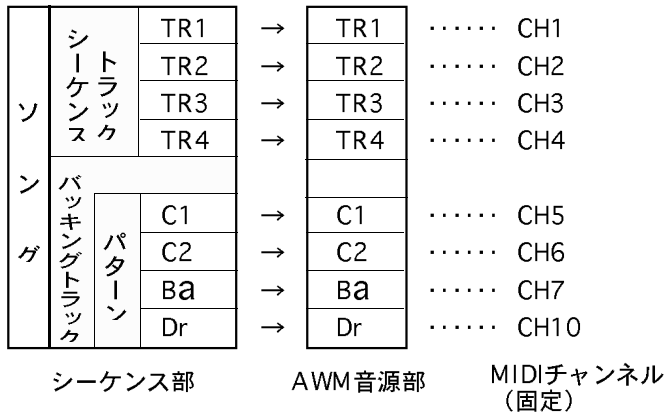 ソング
シーケンス
トラック
TR1 → TR1 ‥‥‥ CH1
TR2 → TR2 ‥‥‥ CH2
TR3 → TR3 ‥‥‥ CH3
TR4 → TR4 ‥‥‥ CH4
バッキングトラック
パターン
C1 → C1 ‥‥‥ CH5
C2 → C2 ‥‥‥ CH6
Ba → Ba ‥‥‥ CH7
Dr → Dr ‥‥‥ CH10
シーケンス部
AWM音源部
MIDIチャンネル
(固定)